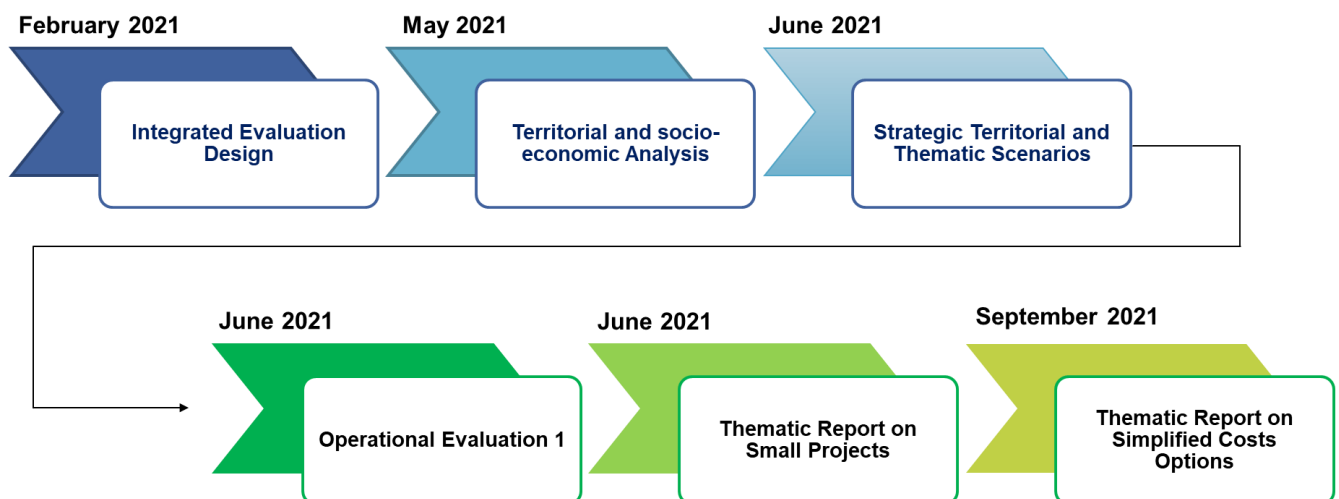 February 2021
May 2021
June 2021
Integrated Evaluation
Design
Territorial and socio-
economic Analysis
Strategic Territorial and
Thematic Scenarios
June 2021
June 2021
September 2021
Operational Evaluation 1
Thematic Report on
Small Projects
Thematic Report on
Simplified Costs
Options